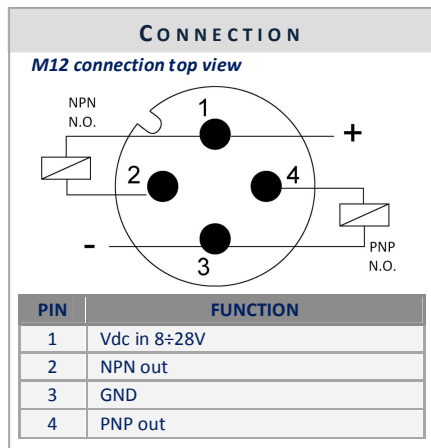 CONNECTION
M12 connection top view
NPN
N.O.
1
+
2
4
-
3
PNP
N.O.
PIN FUNCTION
1 Vdc in 8÷28V
2 NPN out
3 GND
4 PNP out